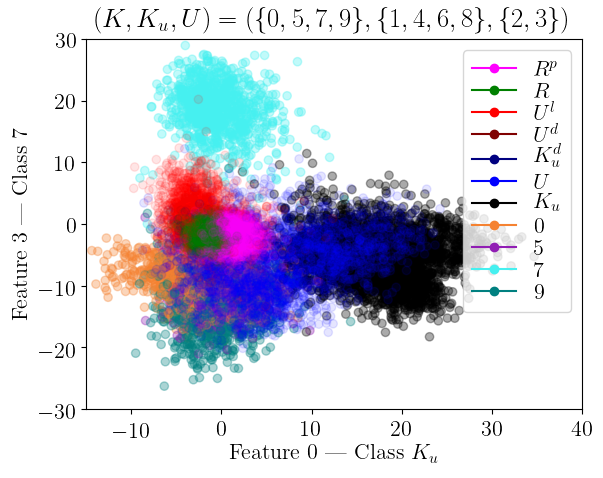 (K, K_u, U) = ({0, 5, 7, 9}, {1, 4, 6, 8}, {2, 3})
30
20
10
0
−10
−20
−30
Feature 3 — Class 7
−10
0
10
20
30
40
Feature 0 — Class K_u
R^p
R
U^l
U^d
K_u^d
U
K_u
0
5
7
9